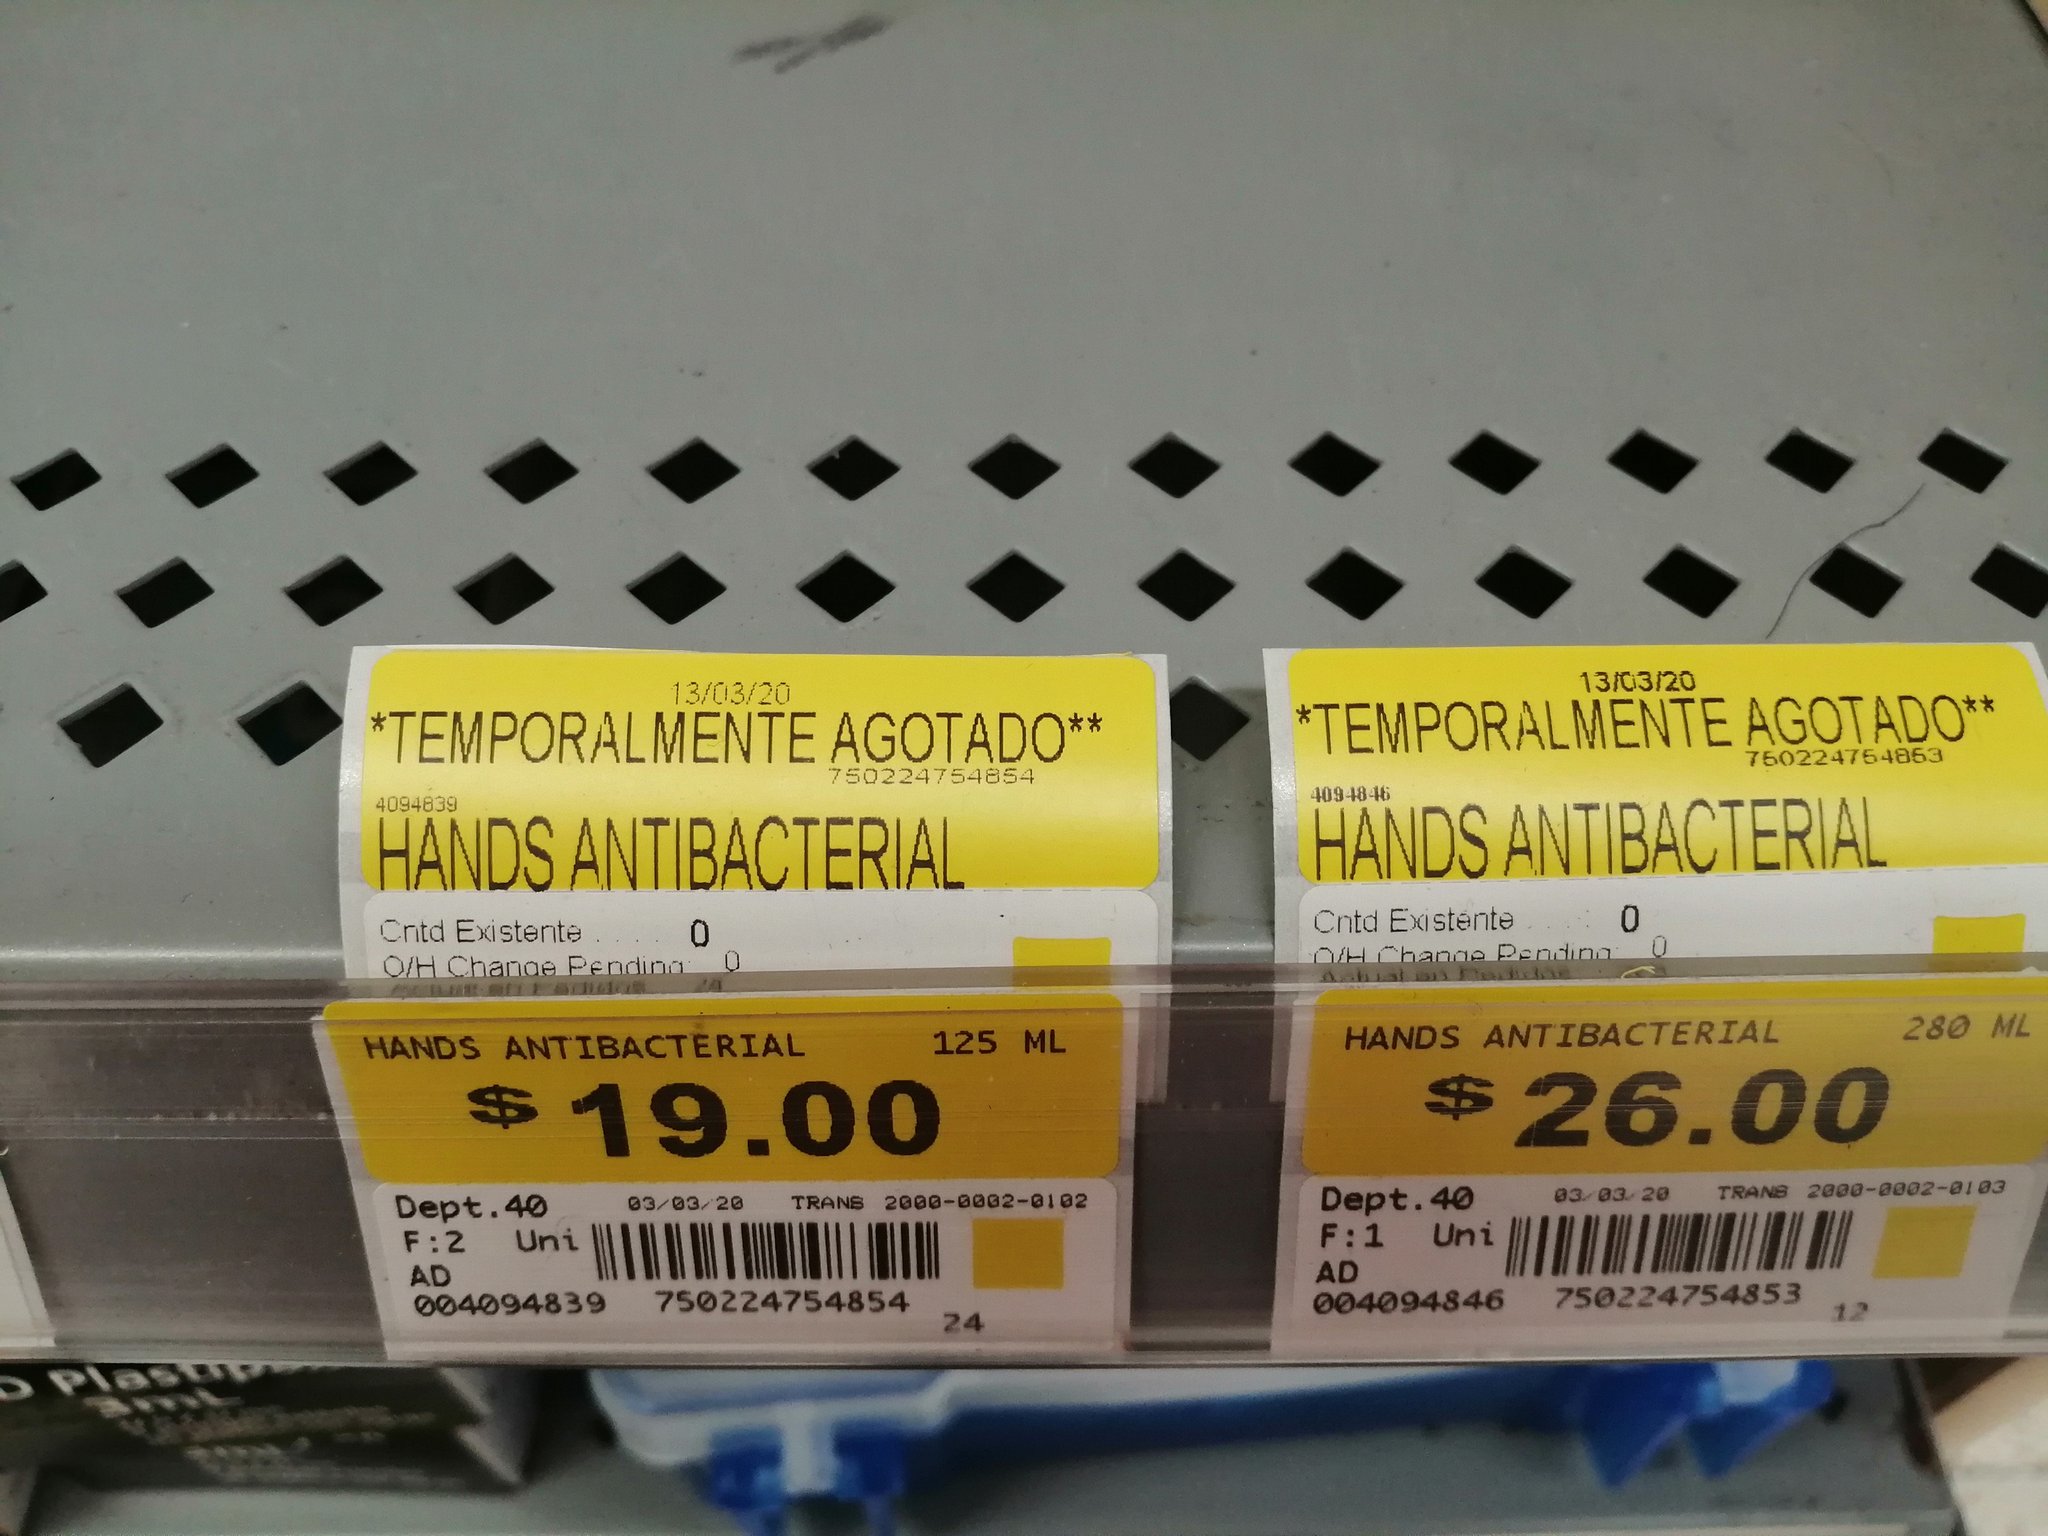 13/03/20
*TEMPORALMENTE AGOTADO**
750224754854
4094839
HANDS ANTIBACTERIAL
Cntd Existente 0
O/H Change Pending: 0
HANDS ANTIBACTERIAL 125 ML
$ 19.00
Dept.40 03/03/20 TRANS 2000-0002-0102
F:2 Uni
AD
004094839 750224754854
24
13/03/20
*TEMPORALMENTE AGOTADO**
750224754853
4094846
HANDS ANTIBACTERIAL
Cntd Existente 0
O/H Change Pending: 0
HANDS ANTIBACTERIAL 280 ML
$ 26.00
Dept.40 03/03/20 TRANS 2000-0002-0103
F:1 Uni
AD
004094846 750224754853
12
3mL